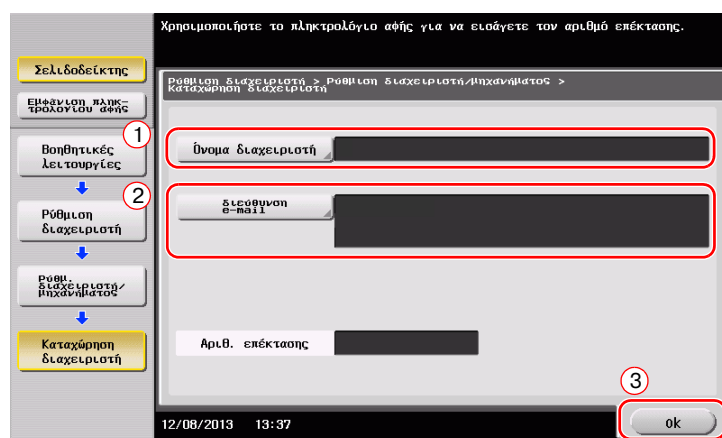 Χρησιμοποιήστε το πληκτρολόγιο αφής για να εισάγετε τον αριθμό επέκτασης.
Σελιδοδείκτης
Εμφάνιση πληκ-
τρολογίου αφής
Βοηθητικές
λειτουργίες
Ρύθμιση
διαχειριστή
Ρύθμ.
διαχειριστή/
μηχανήματος
Καταχώρηση
διαχειριστή
Ρύθμιση διαχειριστή > Ρύθμιση διαχειριστή/μηχανήματος >
Καταχώρηση διαχειριστή
1
Όνομα διαχειριστή
2
διεύθυνση
e-mail
Αριθ. επέκτασης
3
12/08/2013 13:37
ok